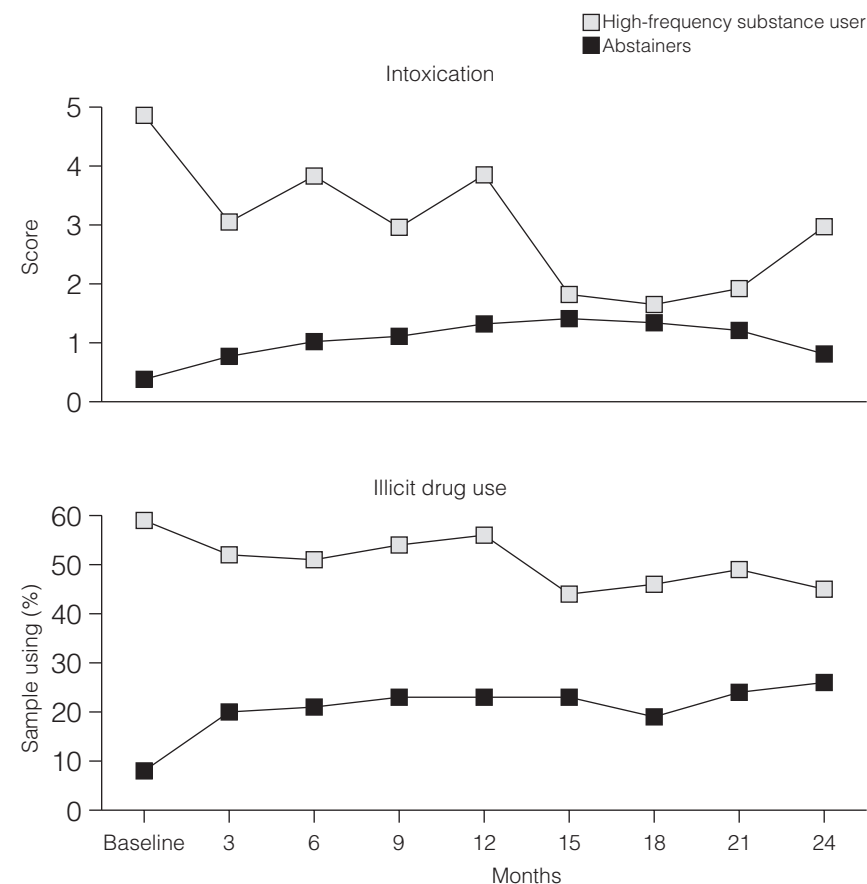 High-frequency substance user
Abstainers
Intoxication
5
4
3
2
1
0
Score
Illicit drug use
60
50
40
30
20
10
0
Sample using (%)
Baseline 3 6 9 12 15 18 21 24
Months